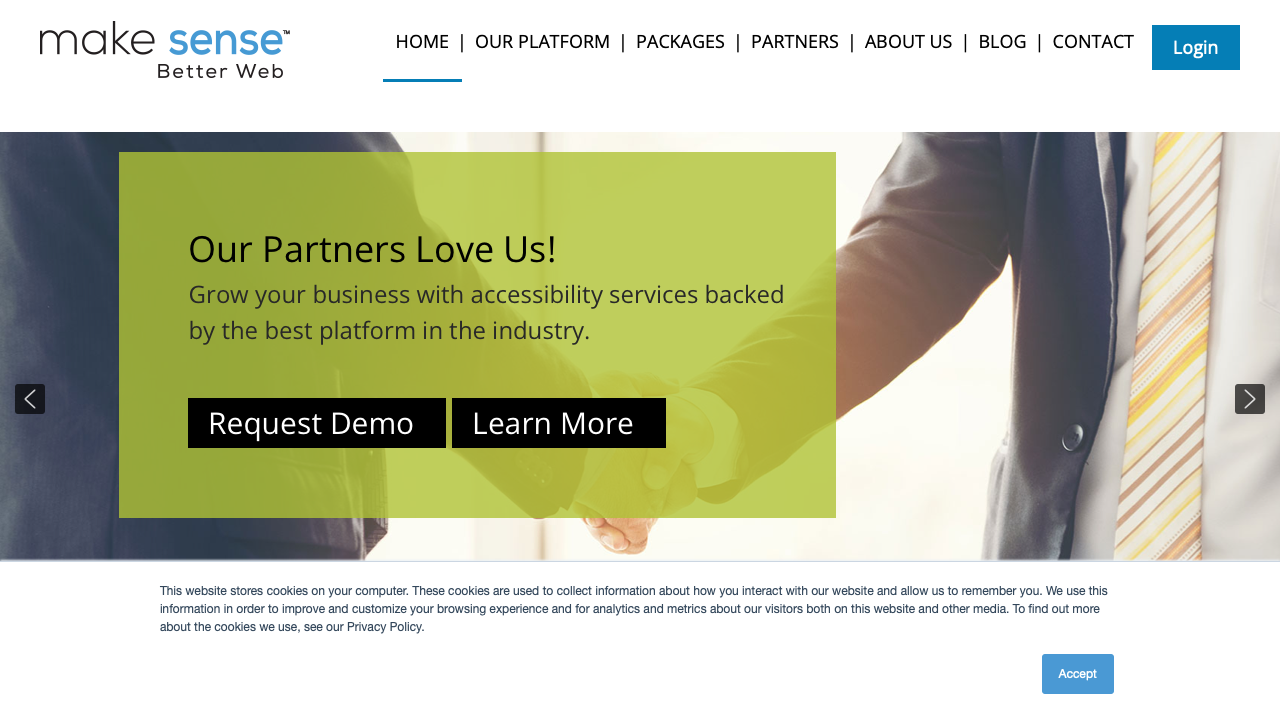 make sense™
Better Web
HOME | OUR PLATFORM | PACKAGES | PARTNERS | ABOUT US | BLOG | CONTACT
Login
Our Partners Love Us!
Grow your business with accessibility services backed
by the best platform in the industry.
Request Demo
Learn More
This website stores cookies on your computer. These cookies are used to collect information about how you interact with our website and allow us to remember you. We use this
information in order to improve and customize your browsing experience and for analytics and metrics about our visitors both on this website and other media. To find out more
about the cookies we use, see our Privacy Policy.
Accept